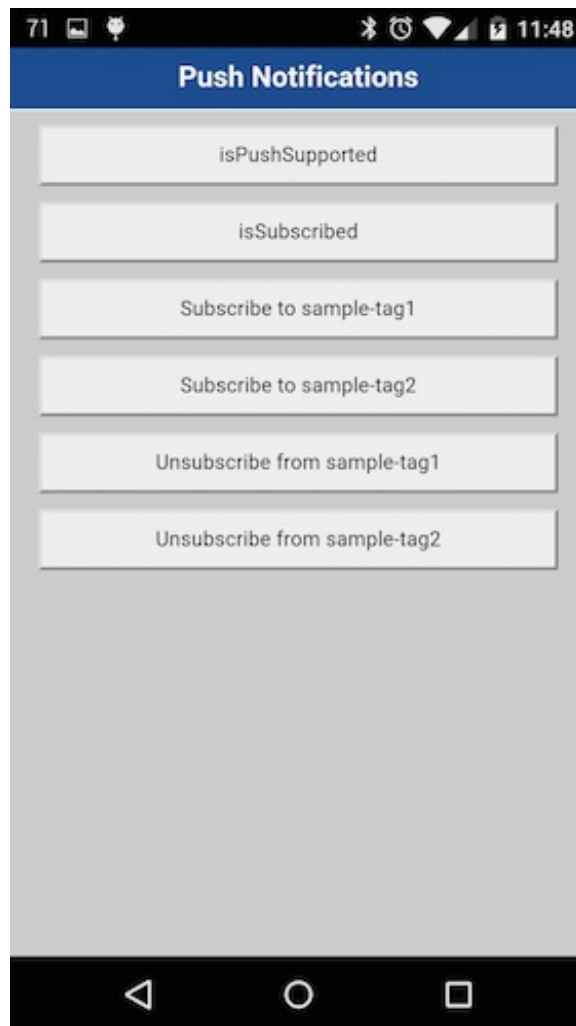 71 11:48
Push Notifications
isPushSupported
isSubscribed
Subscribe to sample-tag1
Subscribe to sample-tag2
Unsubscribe from sample-tag1
Unsubscribe from sample-tag2